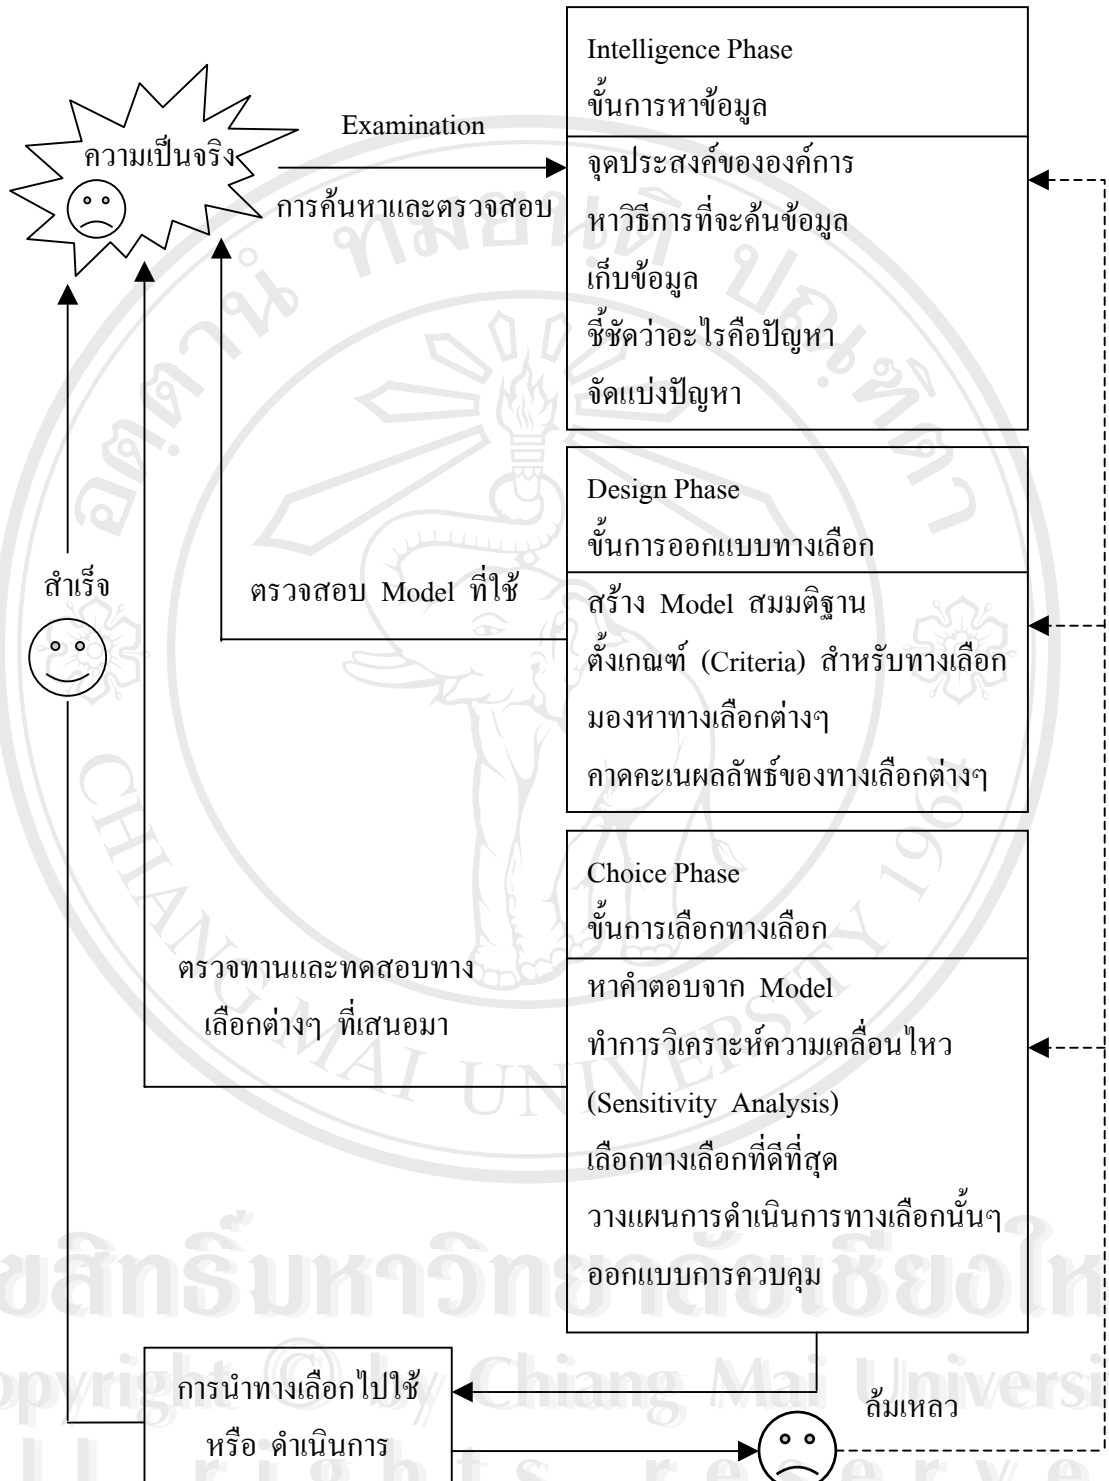 Intelligence Phase
ขั้นการหาข้อมูล
ความเป็นจริง
Examination
การค้นหาและตรวจสอบ
จุดประสงค์ขององค์การ
หาวิธีการที่จะค้นข้อมูล
เก็บข้อมูล
ชี้ชัดว่าอะไรคือปัญหา
จัดแบ่งปัญหา
Design Phase
ขั้นการออกแบบทางเลือก
สำเร็จ
ตรวจสอบ Model ที่ใช้
สร้าง Model สมมติฐาน
ตั้งเกณฑ์ (Criteria) สำหรับทางเลือก
มองหาทางเลือกต่างๆ
คาดคะเนผลลัพธ์ของทางเลือกต่างๆ
Choice Phase
ขั้นการเลือกทางเลือก
ตรวจทานและทดสอบทาง
เลือกต่างๆ ที่เสนอมา
หาคำตอบจาก Model
ทำการวิเคราะห์ความเคลื่อนไหว
(Sensitivity Analysis)
เลือกทางเลือกที่ดีที่สุด
วางแผนการดำเนินการทางเลือกนั้นๆ
ออกแบบการควบคุม
การนำทางเลือกไปใช้
หรือ ดำเนินการ
ล้มเหลว
CHIANG MAI UNIVERSITY 1964
by Chiang Mai